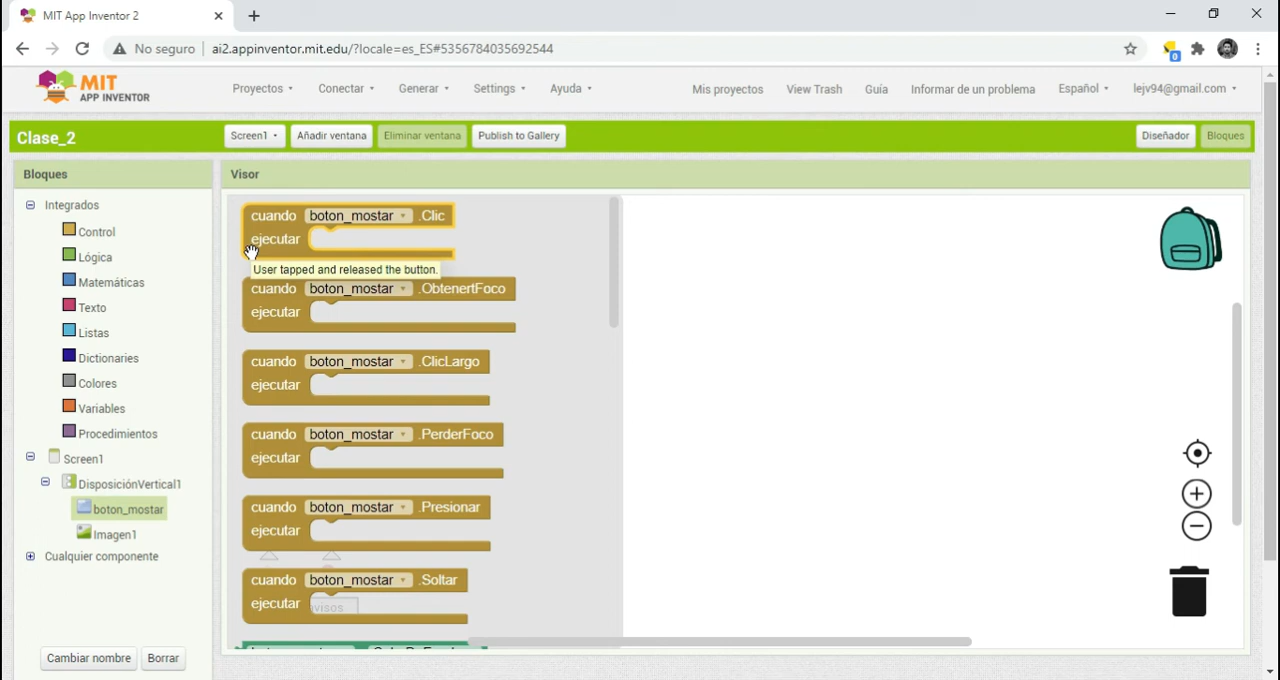 MIT App Inventor 2
No seguro ai2.appinventor.mit.edu/?locale=es_ES#5356784035692544
0
MIT
APP INVENTOR
Proyectos Conectar Generar Settings Ayuda Mis proyectos View Trash Guía Informar de un problema Español lejv94@gmail.com
Clase_2 Screen1 Añadir ventana Eliminar ventana Publish to Gallery Diseñador Bloques
Bloques Visor
Integrados
Control
Lógica
Matemáticas
Texto
Listas
Dictionaries
Colores
Variables
Procedimientos
Screen1
DisposiciónVertical1
boton_mostar
Imagen1
Cualquier componente
Cambiar nombre Borrar
cuando boton_mostar .Clic
ejecutar
User tapped and released the button.
cuando boton_mostar .ObtenertFoco
ejecutar
cuando boton_mostar .ClicLargo
ejecutar
cuando boton_mostar .PerderFoco
ejecutar
cuando boton_mostar .Presionar
ejecutar
cuando boton_mostar .Soltar
ejecutar